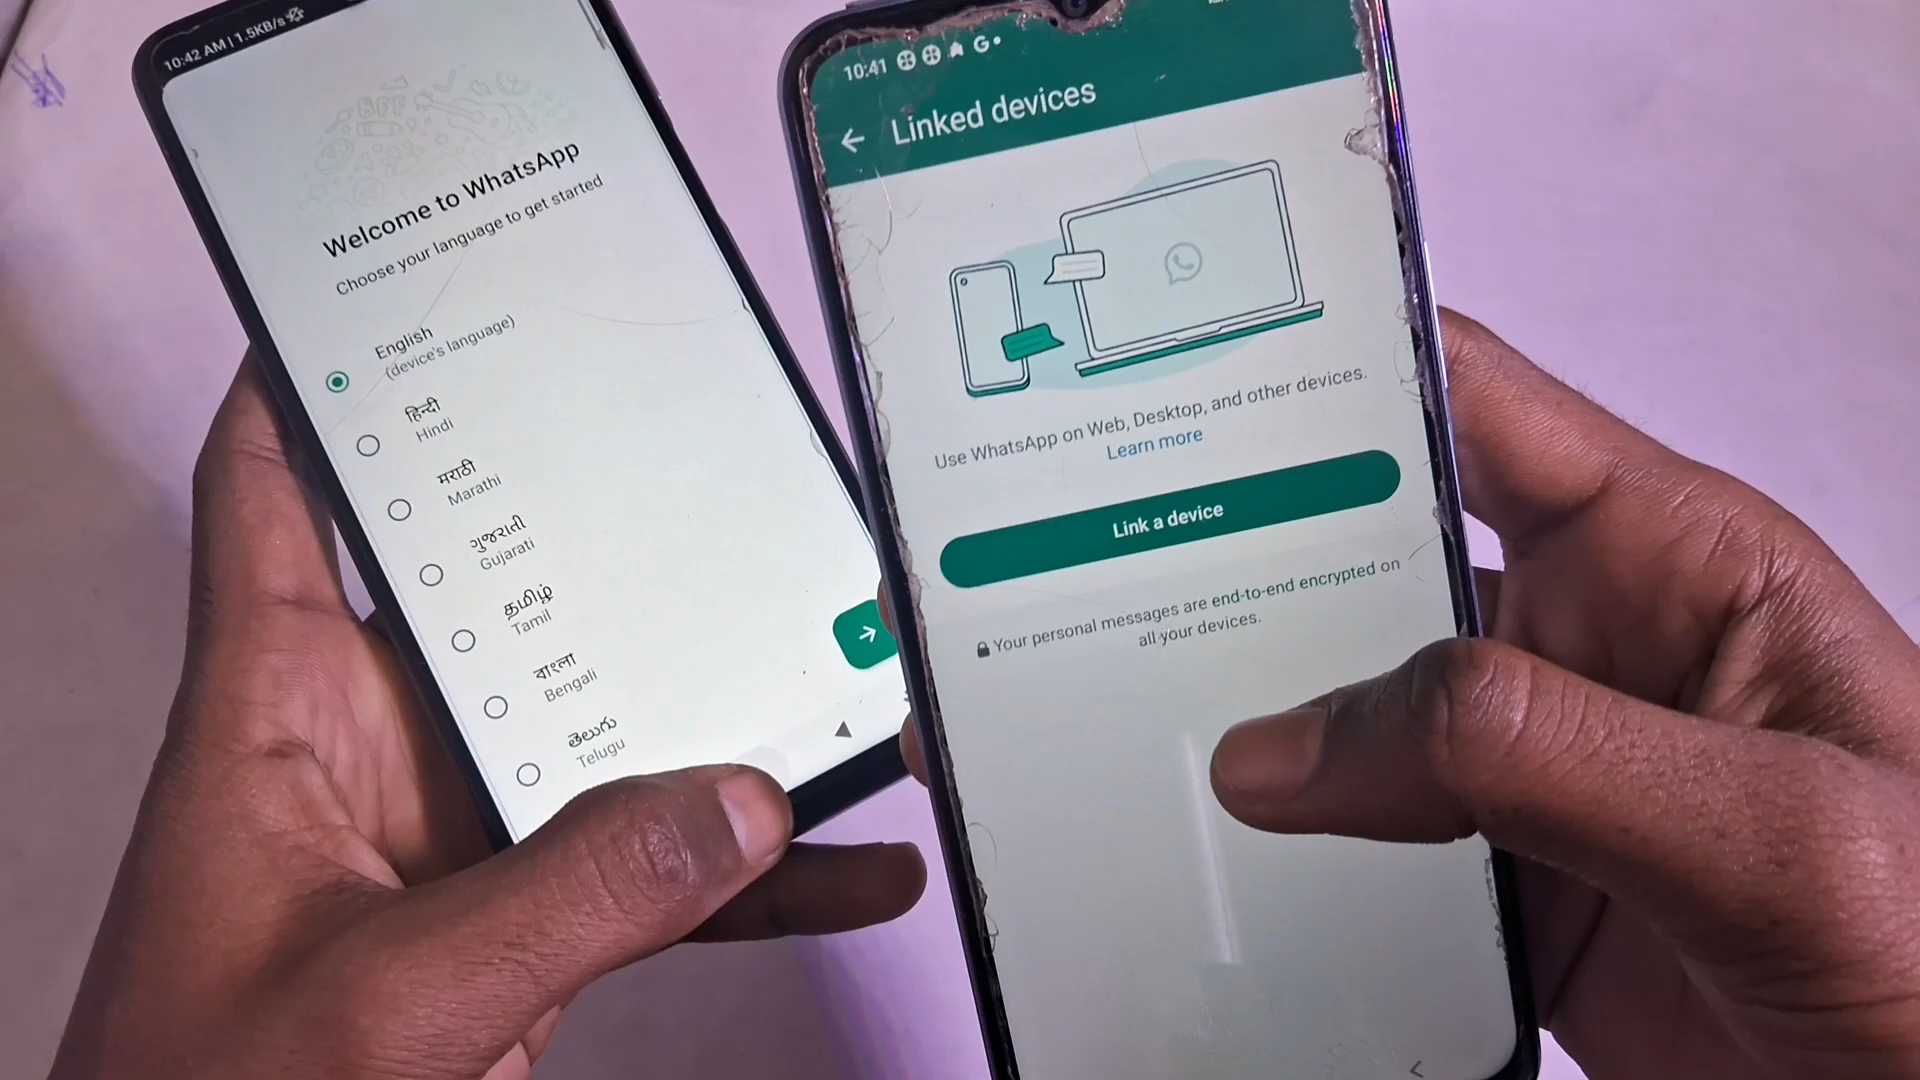 10:42 AM | 1.5KB/s
Welcome to WhatsApp
Choose your language to get started
English
(device's language)
हिन्दी
Hindi
मराठी
Marathi
ગુજરાતી
Gujarati
தமிழ்
Tamil
বাংলা
Bengali
తెలుగు
Telugu
10:41 G
Linked devices
Use WhatsApp on Web, Desktop, and other devices.
Learn more
Link a device
Your personal messages are end-to-end encrypted on
all your devices.